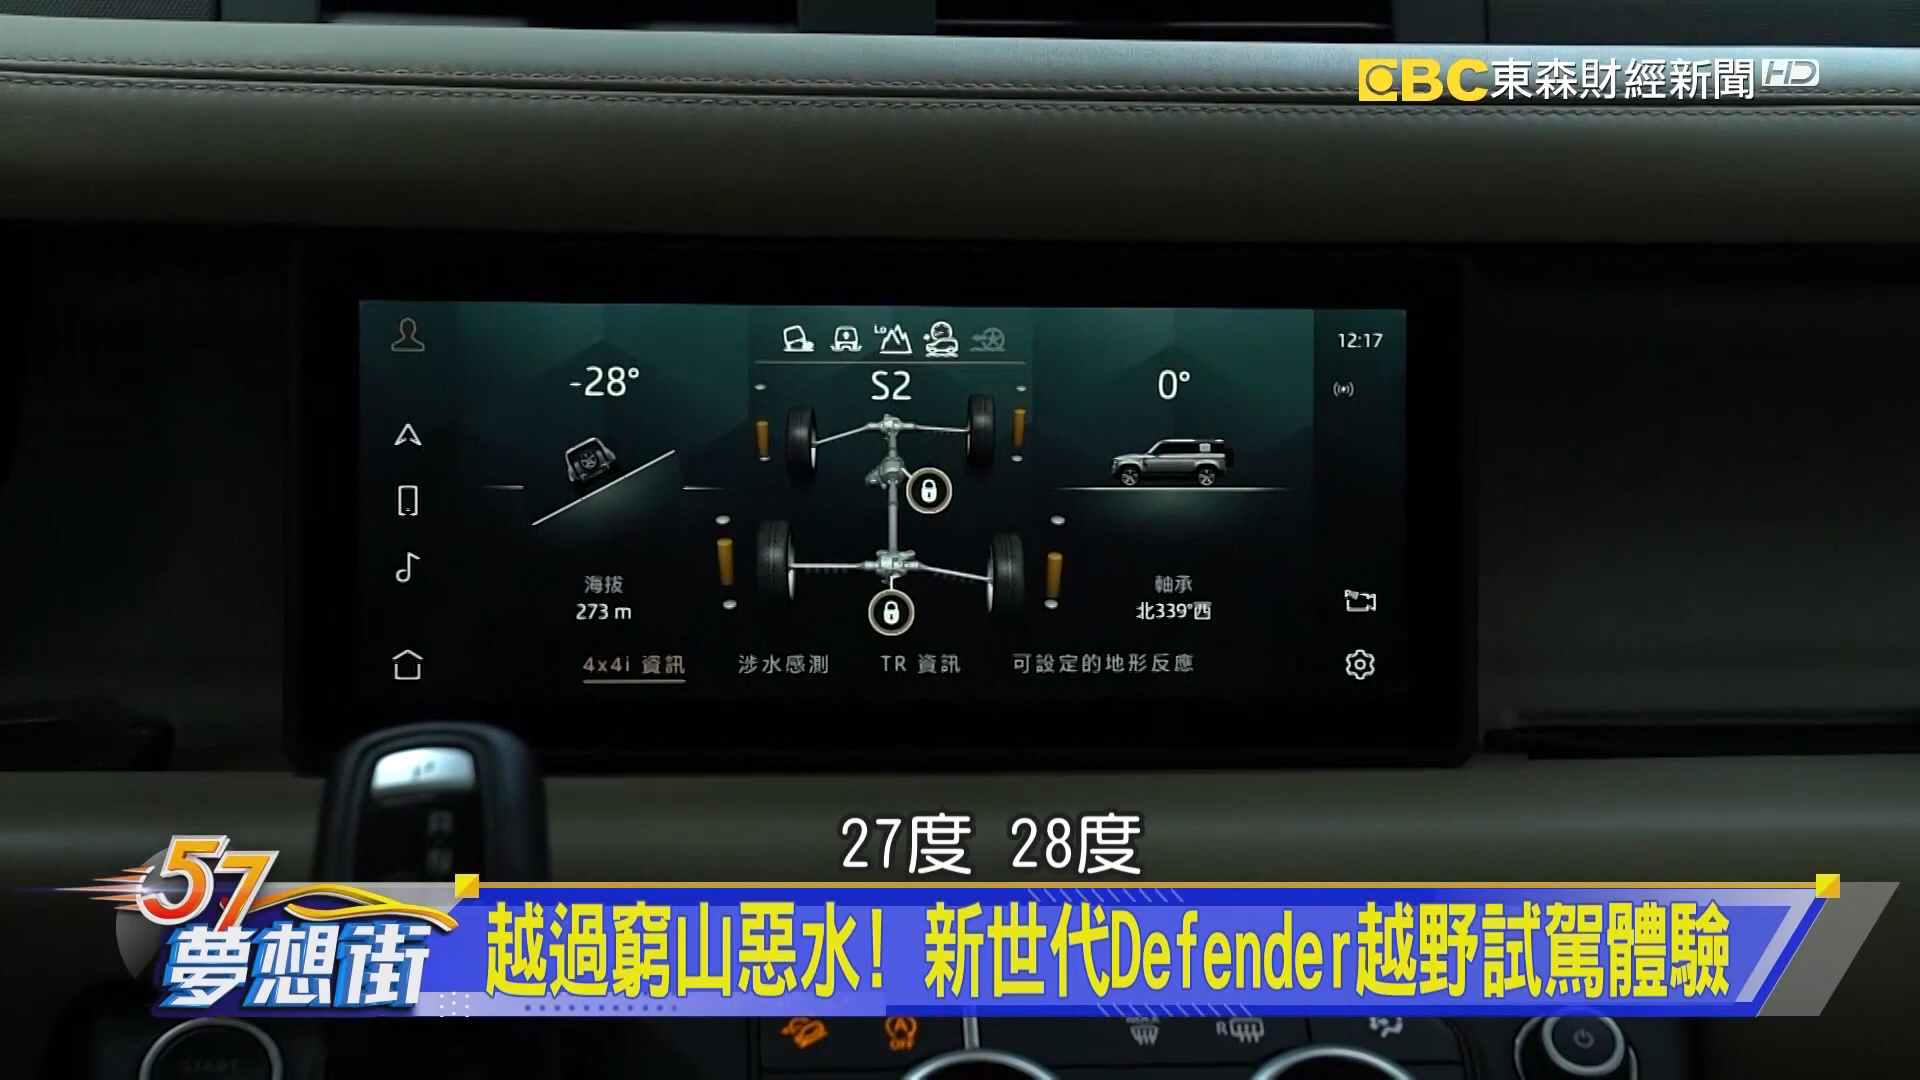 EBC東森財經新聞HD
12:17
-28°
Lo
S2
0°
海拔
273 m
軸承
北339°西
4x4i 資訊
涉水感測
TR 資訊
可設定的地形反應
27度 28度
57
夢想街
越過窮山惡水! 新世代Defender越野試駕體驗
A
OFF
R
START